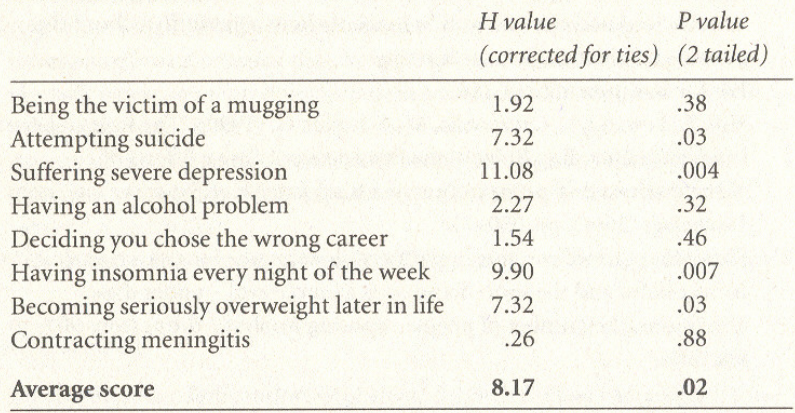 H value P value
(corrected for ties) (2 tailed)
Being the victim of a mugging 1.92 .38
Attempting suicide 7.32 .03
Suffering severe depression 11.08 .004
Having an alcohol problem 2.27 .32
Deciding you chose the wrong career 1.54 .46
Having insomnia every night of the week 9.90 .007
Becoming seriously overweight later in life 7.32 .03
Contracting meningitis .26 .88
Average score 8.17 .02